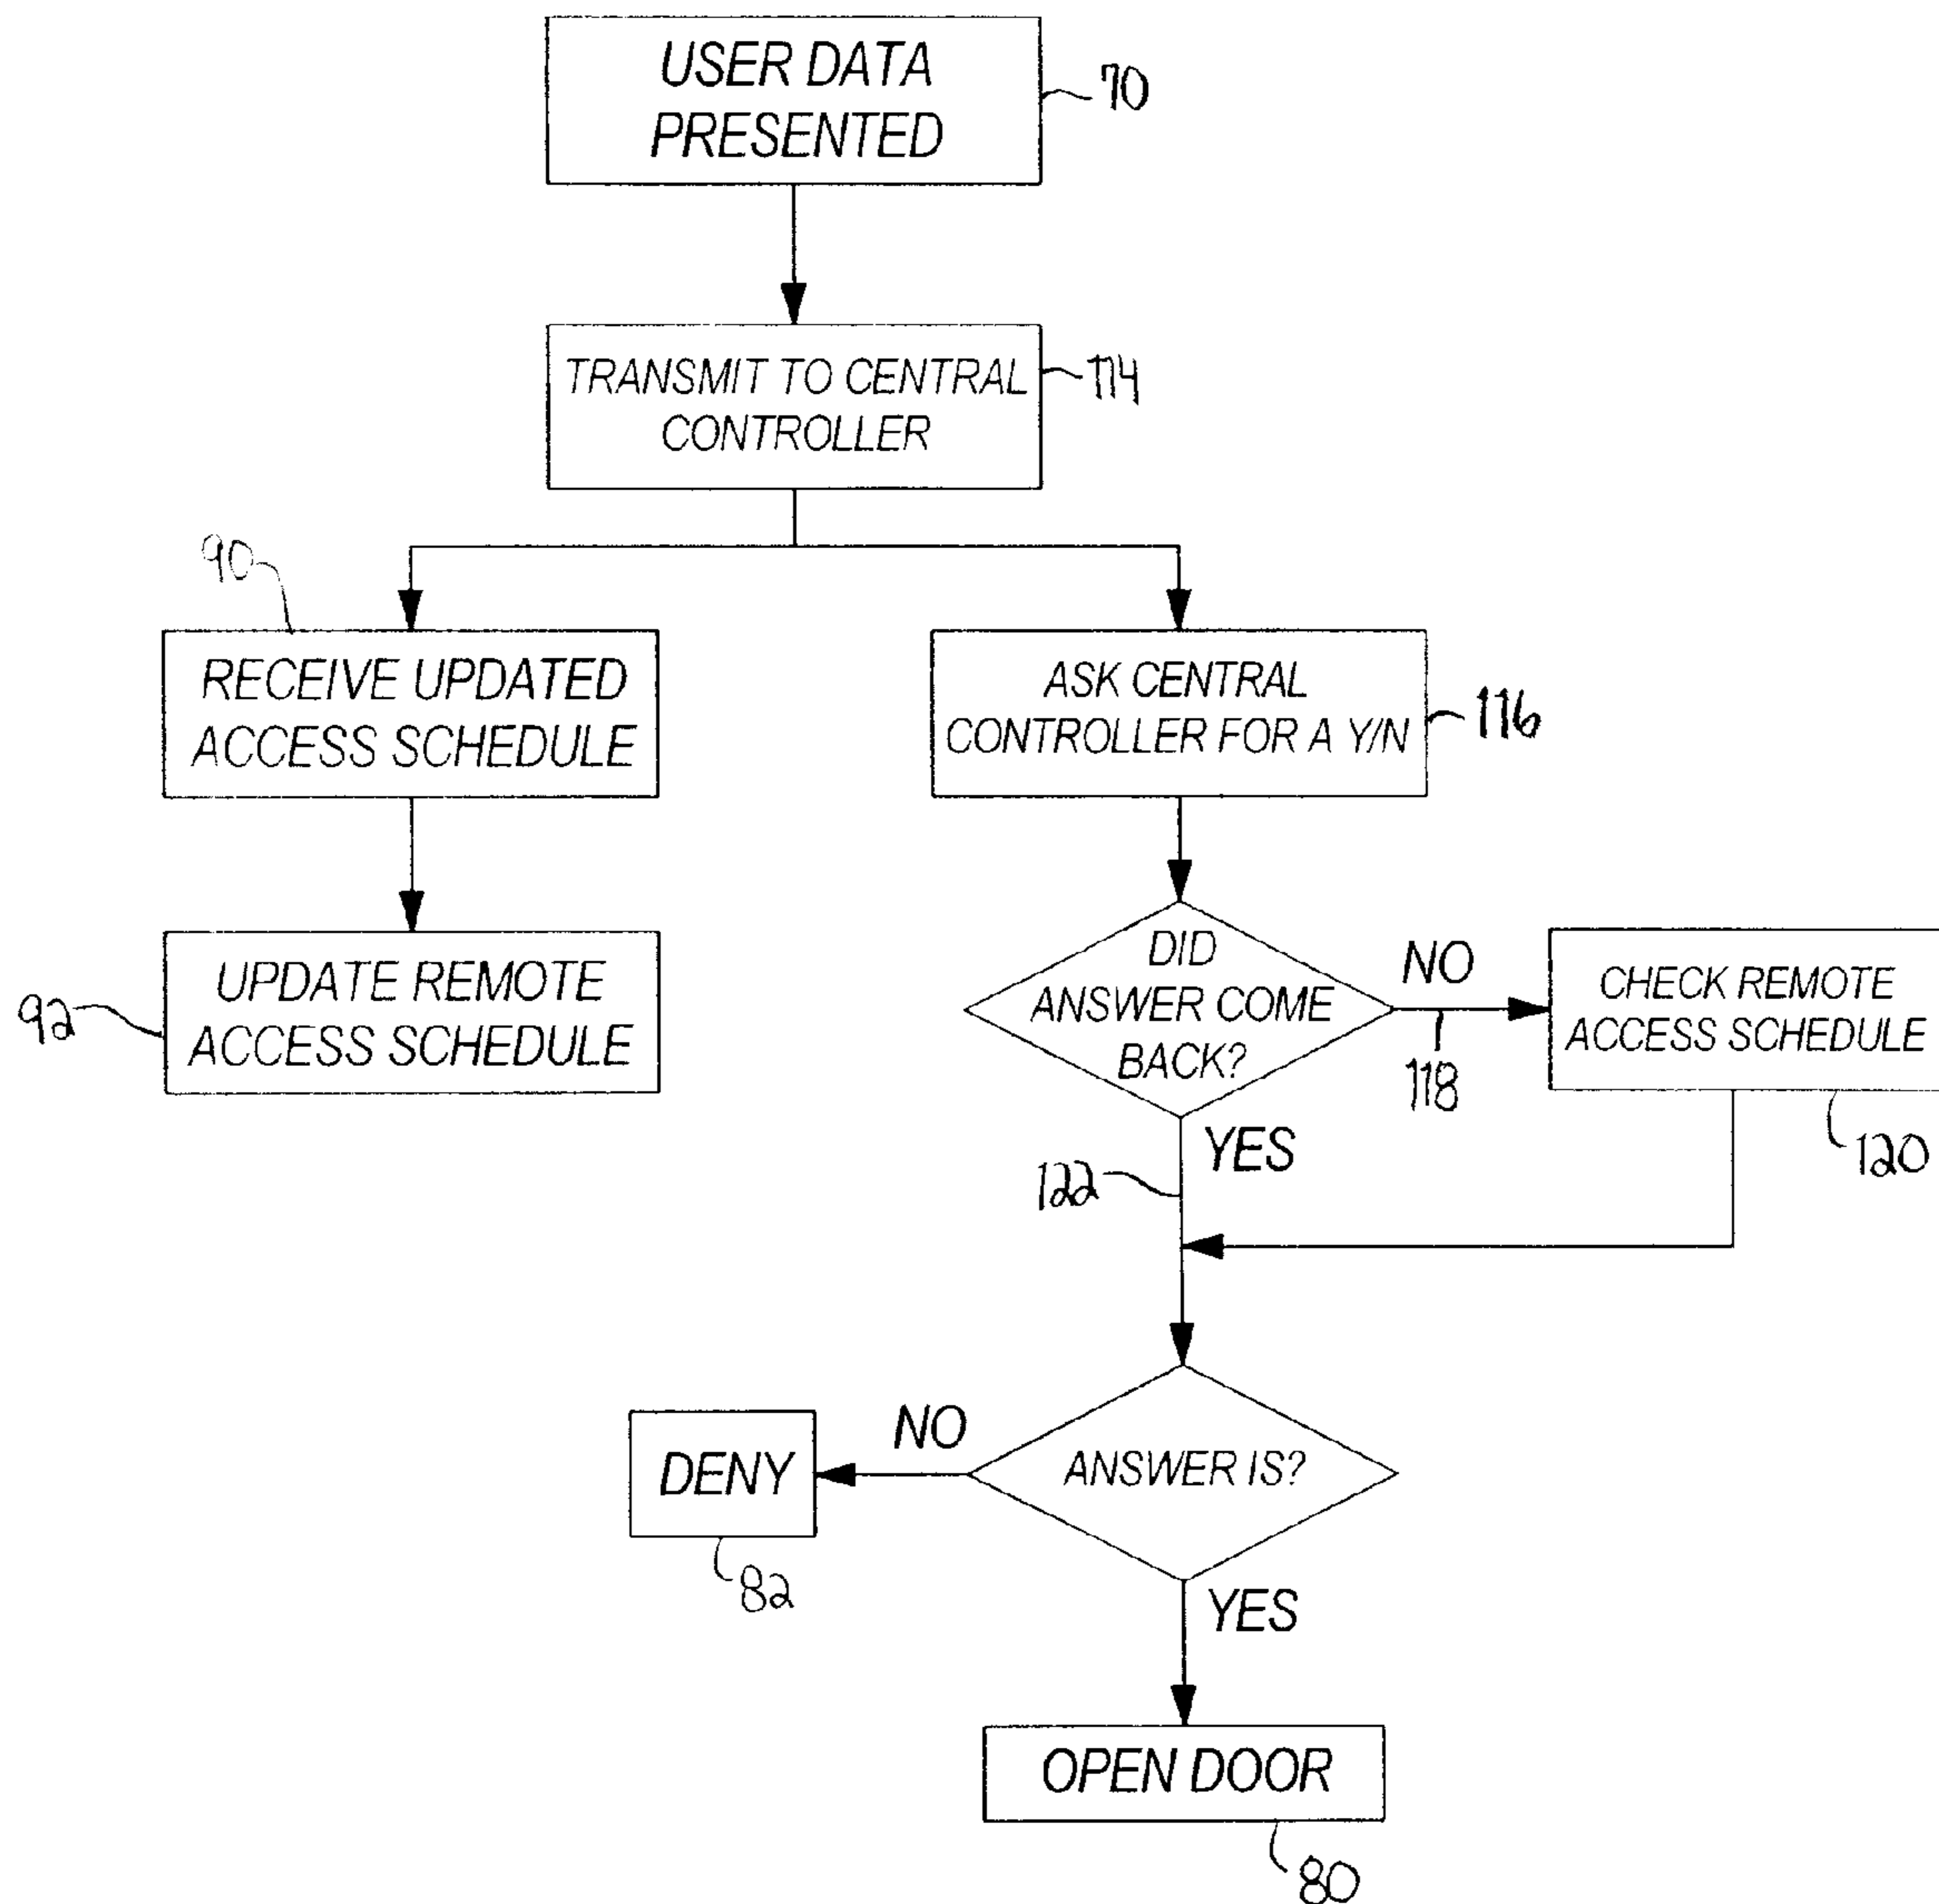 USER DATA
PRESENTED
70
TRANSMIT TO CENTRAL
CONTROLLER
114
90
RECEIVE UPDATED
ACCESS SCHEDULE
ASK CENTRAL
CONTROLLER FOR A Y/N
116
92
UPDATE REMOTE
ACCESS SCHEDULE
DID
ANSWER COME
BACK?
NO
118
CHECK REMOTE
ACCESS SCHEDULE
120
YES
122
ANSWER IS?
NO
DENY
82
YES
OPEN DOOR
80